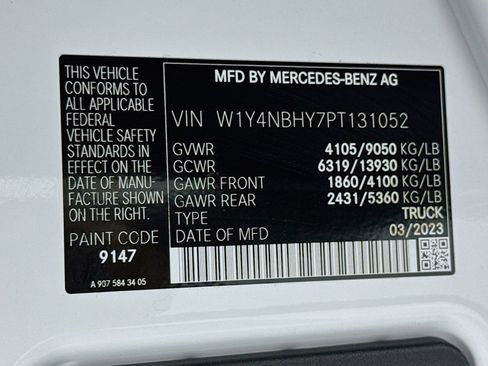 THIS VEHICLE
CONFORMS TO
ALL APPLICABLE
FEDERAL
VEHICLE SAFETY
STANDARDS IN
EFFECT ON THE
DATE OF MANU-
FACTURE SHOWN
ON THE RIGHT.
PAINT CODE
9147
A 907 584 34 05
MFD BY MERCEDES-BENZ AG
VIN W1Y4NBHY7PT131052
GVWR 4105/9050 KG/LB
GCWR 6319/13930 KG/LB
GAWR FRONT 1860/4100 KG/LB
GAWR REAR 2431/5360 KG/LB
TYPE TRUCK
DATE OF MFD 03/2023